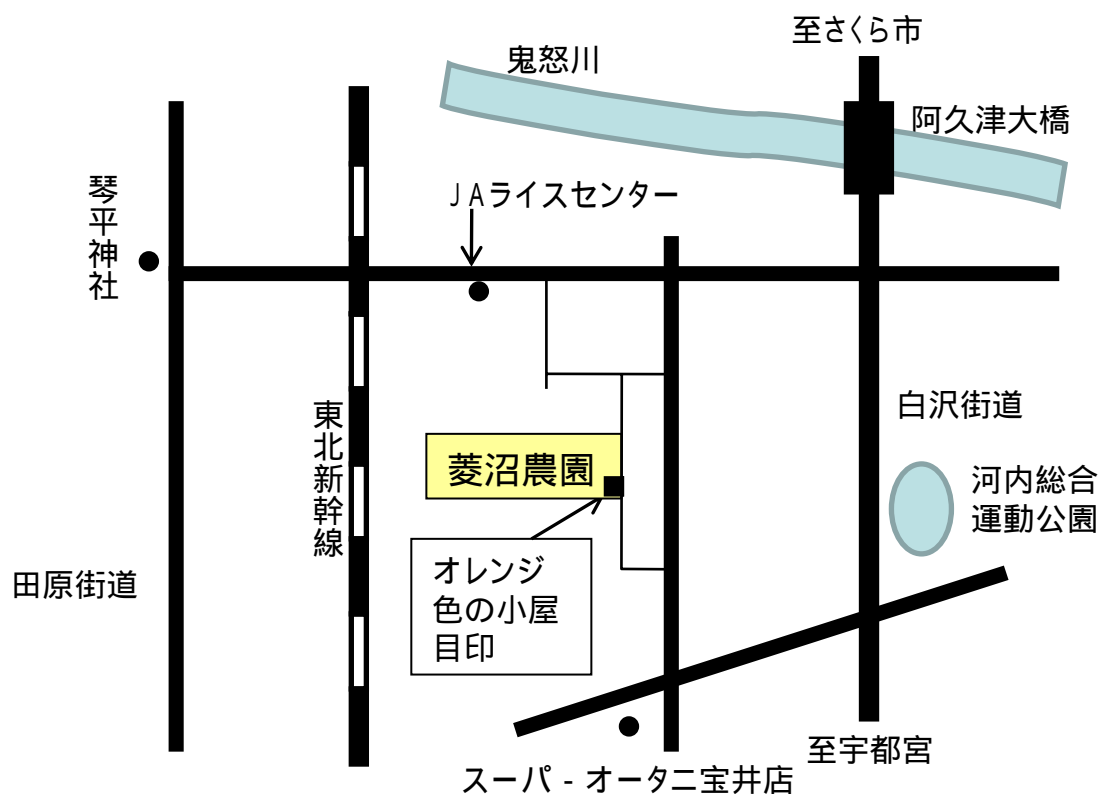 至さくら市
鬼怒川
阿久津大橋
琴平神社
ＪＡライスセンター
東北新幹線
白沢街道
菱沼農園
河内総合
運動公園
オレンジ
色の小屋
目印
田原街道
至宇都宮
スーパ - オータニ宝井店